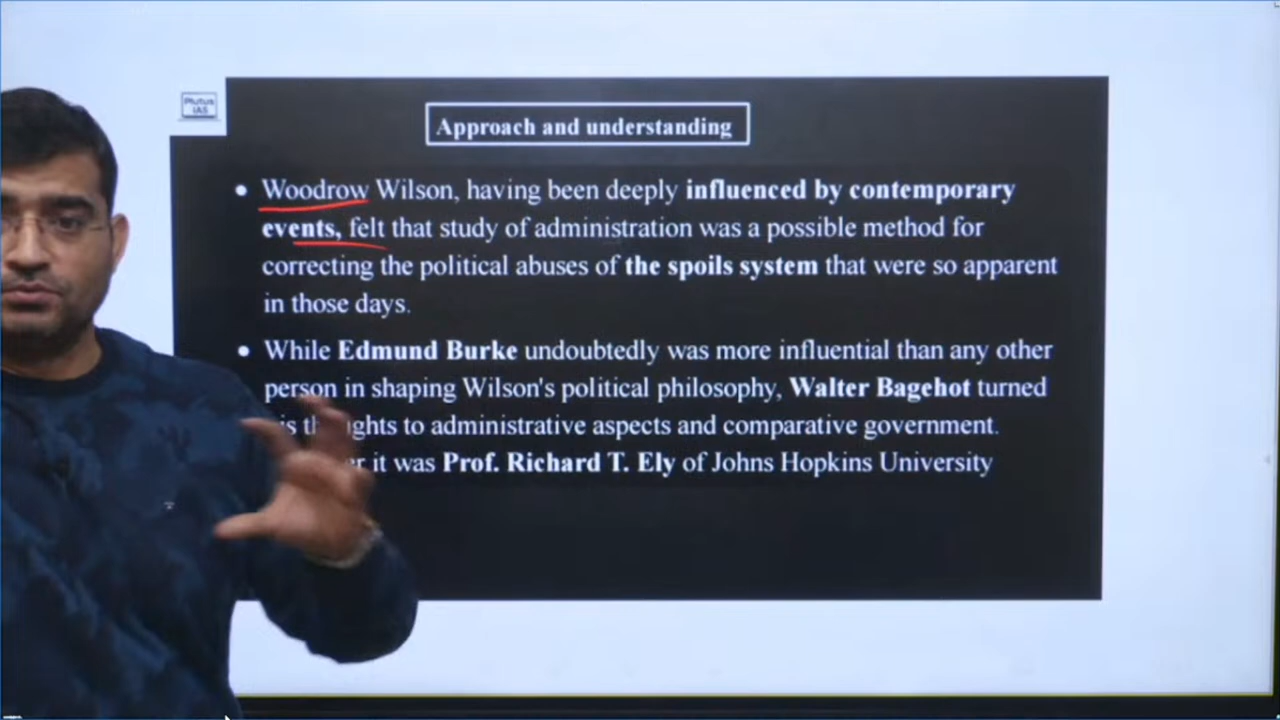 Plutus
IAS
Approach and understanding
• Woodrow Wilson, having been deeply influenced by contemporary
events, felt that study of administration was a possible method for
correcting the political abuses of the spoils system that were so apparent
in those days.
• While Edmund Burke undoubtedly was more influential than any other
person in shaping Wilson's political philosophy, Walter Bagehot turned
to administrative aspects and comparative government.
it was Prof. Richard T. Ely of Johns Hopkins University